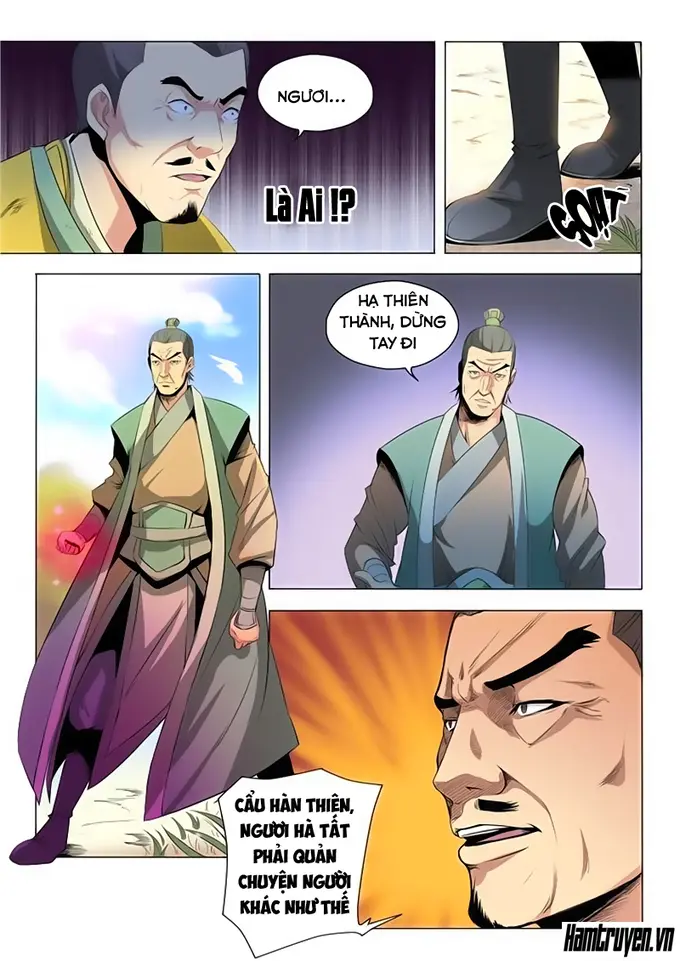 NGƯƠI...
Là Ai !?
SOẠT
HẠ THIÊN
THÀNH, DỪNG
TAY ĐI
CẨU HÀN THIÊN,
NGƯƠI HÀ TẤT
PHẢI QUẢN
CHUYỆN NGƯỜI
KHÁC NHƯ THẾ
Hamtruyen.vn